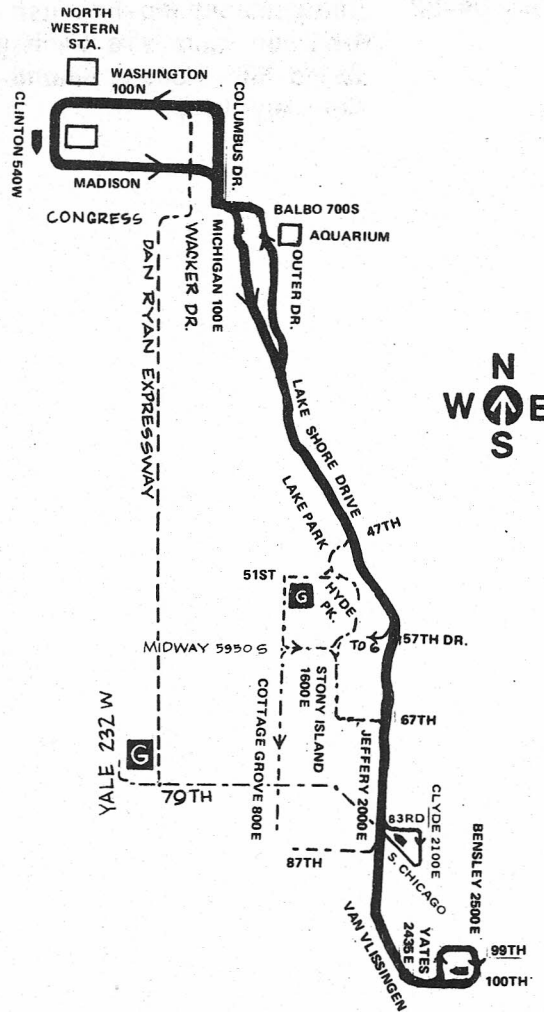 NORTH
WESTERN
STA.
WASHINGTON
100N
COLUMBUS DR.
CLINTON 540W
MADISON
CONGRESS
BALBO 700S
AQUARIUM
OUTER DR.
MICHIGAN 100E
WACKER DR.
DAN RYAN EXPRESSWAY
N
W E
S
LAKE SHORE DRIVE
LAKE PARK
47TH
51ST
G
HYDE
PK.
57TH DR.
TO G
MIDWAY 5950 S
STONY ISLAND
1600E
COTTAGE GROVE 800E
67TH
JEFFERY 2000E
YALE 232 W
G
79TH
83RD
CLYDE 2100E
S. CHICAGO
87TH
BENSLEY 2500E
YATES
2435E
VAN VLISSINGEN
99TH
100TH